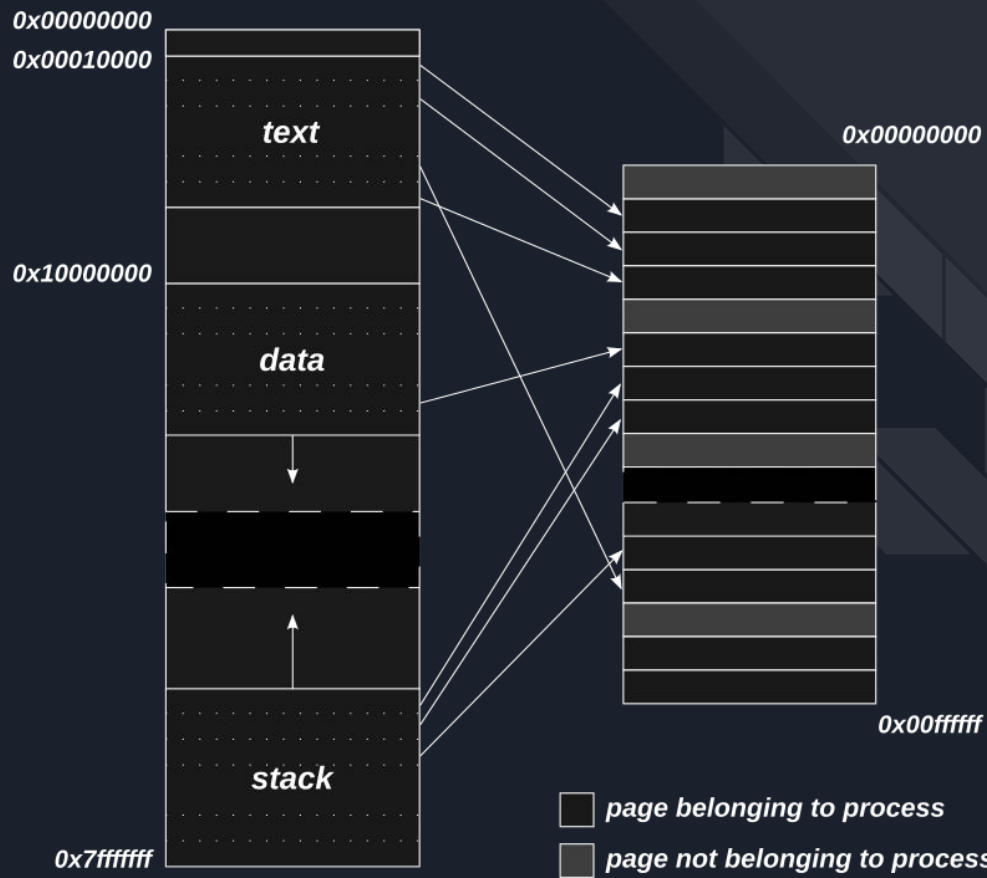 0x00000000
0x00010000
text
0x00000000
0x10000000
data
0x00ffffff
stack
page belonging to process
0x7fffffff
page not belonging to process